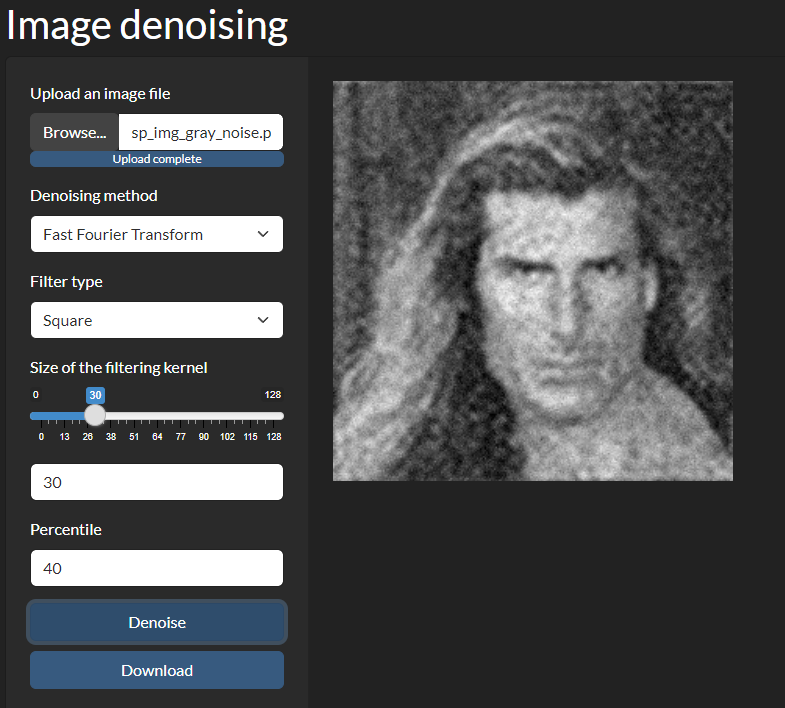 Image denoising
Upload an image file
Browse... sp_img_gray_noise.p
Upload complete
Denoising method
Fast Fourier Transform
Filter type
Square
Size of the filtering kernel
0 30 128
0 13 26 38 51 64 77 90 102 115 128
30
Percentile
40
Denoise
Download